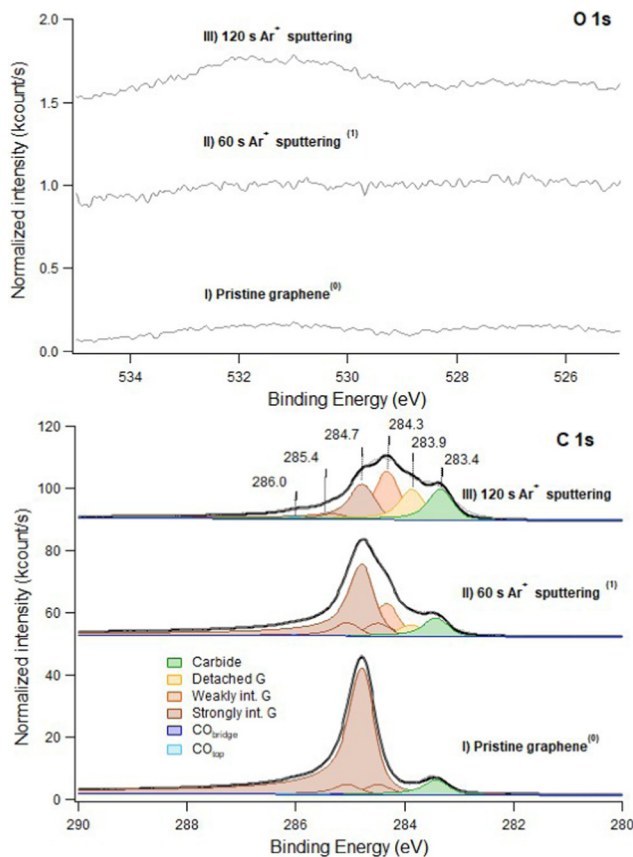 O 1s
2.0
III) 120 s Ar+ sputtering
1.5
II) 60 s Ar+ sputtering (1)
1.0
0.5
I) Pristine graphene(0)
0.0
Normalized intensity (kcount/s)
534 532 530 528 526
Binding Energy (eV)
C 1s
120
284.7 284.3 283.9 283.4
285.4
286.0
100
III) 120 s Ar+ sputtering
80
II) 60 s Ar+ sputtering (1)
60
40
Carbide
Detached G
Weakly int. G
Strongly int. G
CObridge
COtop
I) Pristine graphene(0)
20
0
Normalized intensity (kcount/s)
290 288 286 284 282 280
Binding Energy (eV)